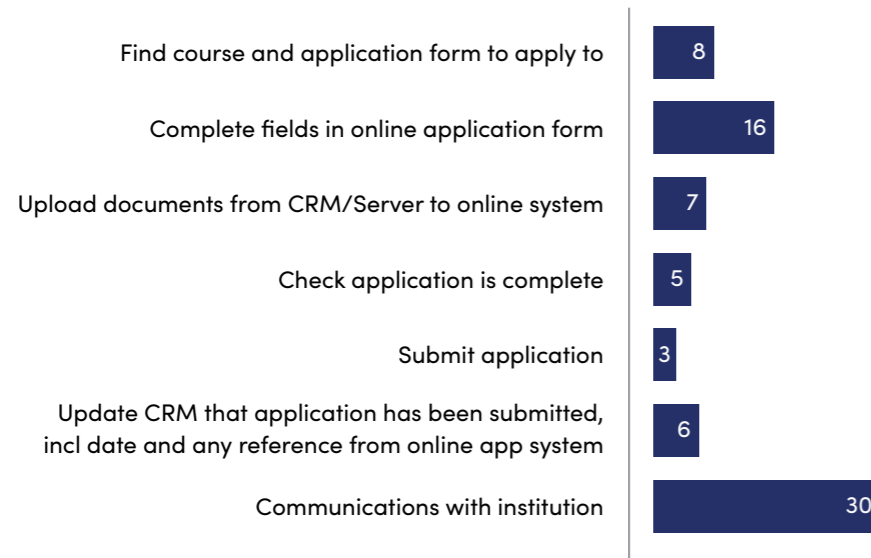 Find course and application form to apply to
8
Complete fields in online application form
16
Upload documents from CRM/Server to online system
7
Check application is complete
5
Submit application
3
Update CRM that application has been submitted,
incl date and any reference from online app system
6
Communications with institution
30